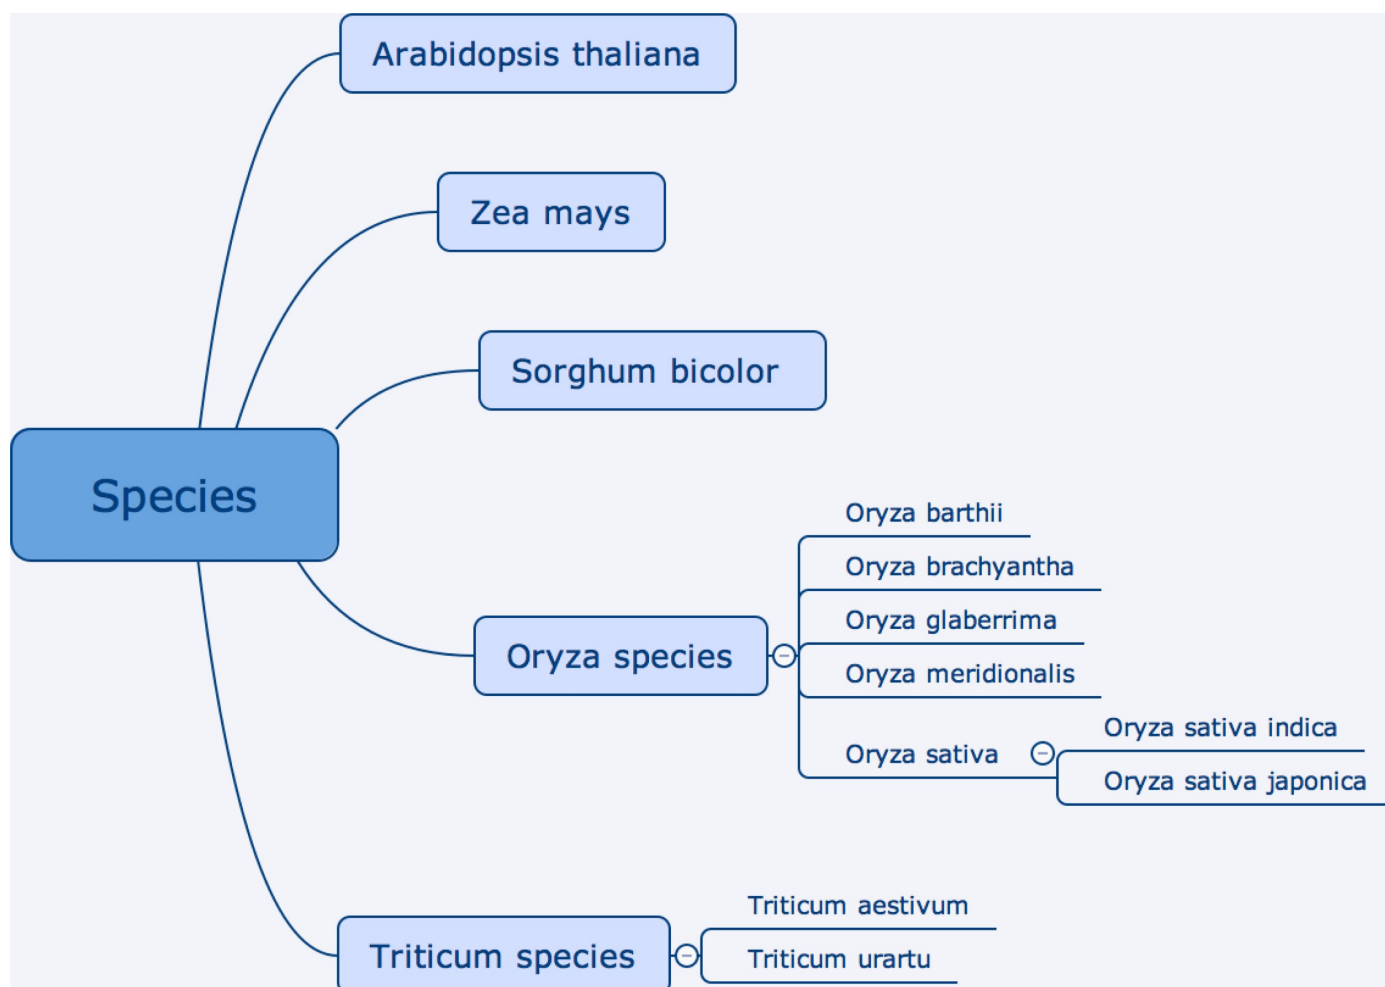 Arabidopsis thaliana
Zea mays
Sorghum bicolor
Species
Oryza species
Oryza barthii
Oryza brachyantha
Oryza glaberrima
Oryza meridionalis
Oryza sativa
Oryza sativa indica
Oryza sativa japonica
Triticum species
Triticum aestivum
Triticum urartu